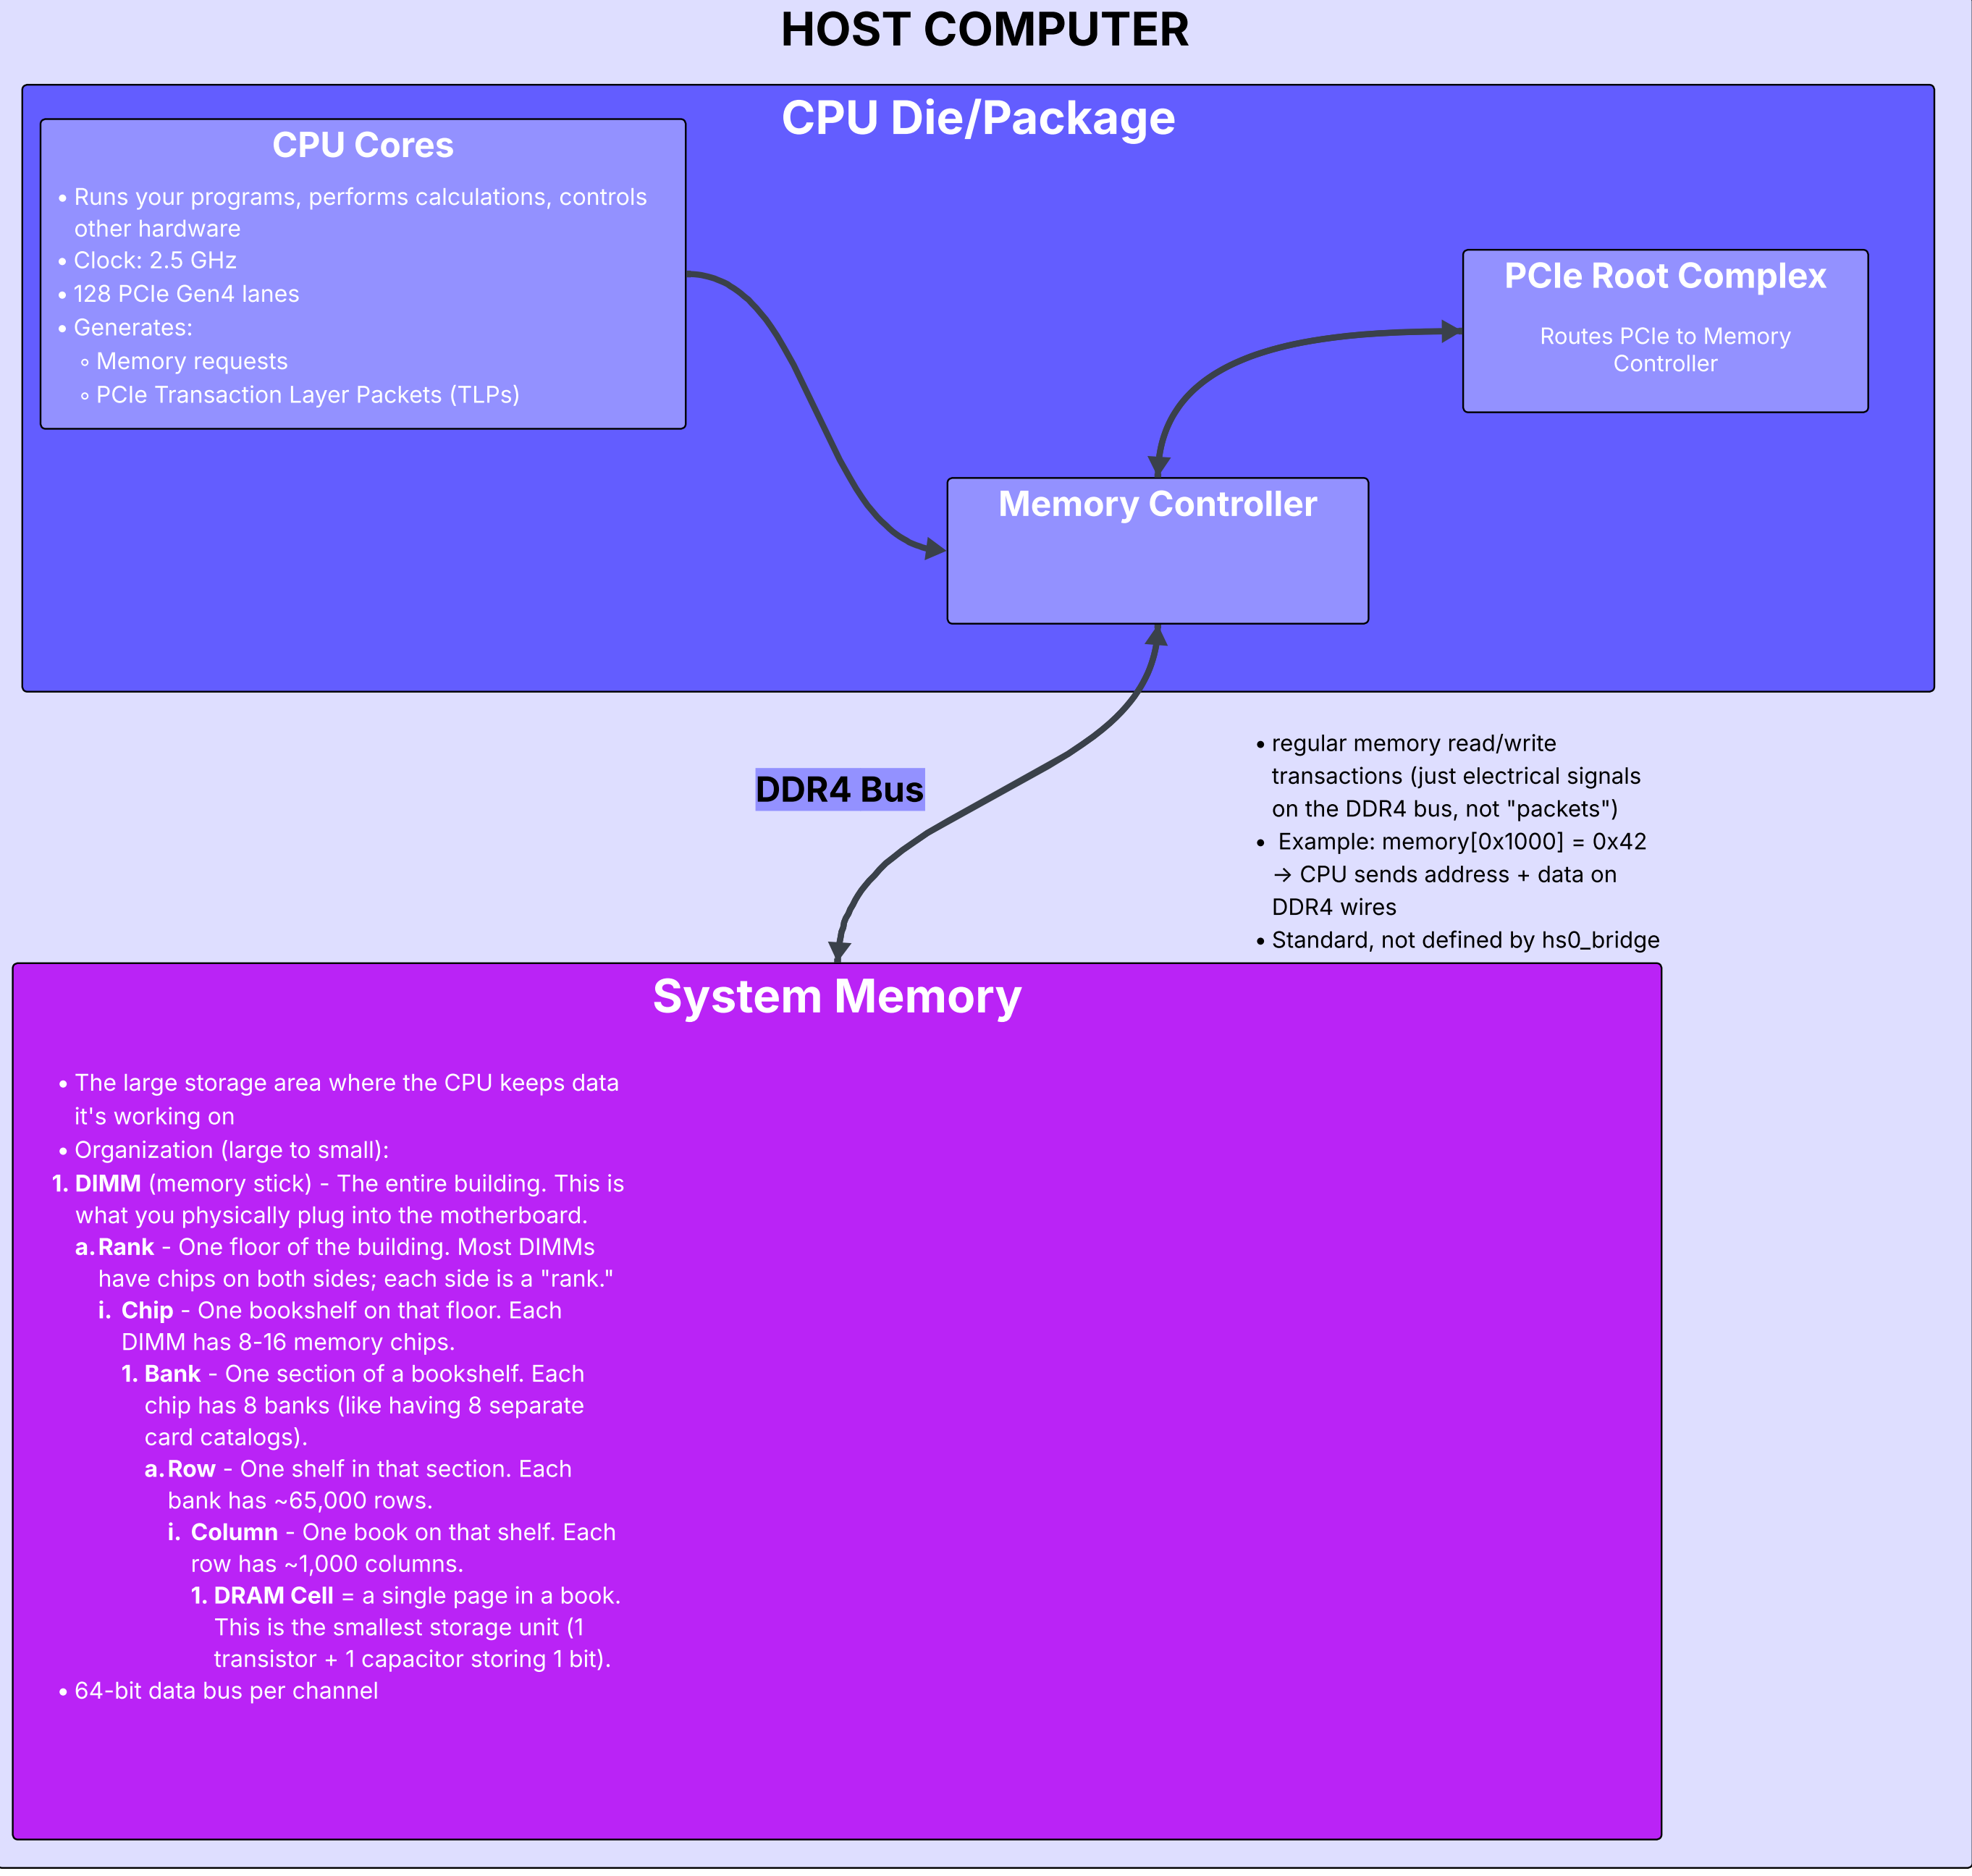 HOST COMPUTER
CPU Die/Package
CPU Cores
• Runs your programs, performs calculations, controls
other hardware
• Clock: 2.5 GHz
• 128 PCIe Gen4 lanes
• Generates:
◦ Memory requests
◦ PCIe Transaction Layer Packets (TLPs)
PCIe Root Complex
Routes PCIe to Memory
Controller
Memory Controller
DDR4 Bus
• regular memory read/write
transactions (just electrical signals
on the DDR4 bus, not "packets")
• Example: memory[0x1000] = 0x42
→ CPU sends address + data on
DDR4 wires
• Standard, not defined by hs0_bridge
System Memory
• The large storage area where the CPU keeps data
it's working on
• Organization (large to small):
1. DIMM (memory stick) - The entire building. This is
what you physically plug into the motherboard.
a. Rank - One floor of the building. Most DIMMs
have chips on both sides; each side is a "rank."
i. Chip - One bookshelf on that floor. Each
DIMM has 8-16 memory chips.
1. Bank - One section of a bookshelf. Each
chip has 8 banks (like having 8 separate
card catalogs).
a. Row - One shelf in that section. Each
bank has ~65,000 rows.
i. Column - One book on that shelf. Each
row has ~1,000 columns.
1. DRAM Cell = a single page in a book.
This is the smallest storage unit (1
transistor + 1 capacitor storing 1 bit).
• 64-bit data bus per channel